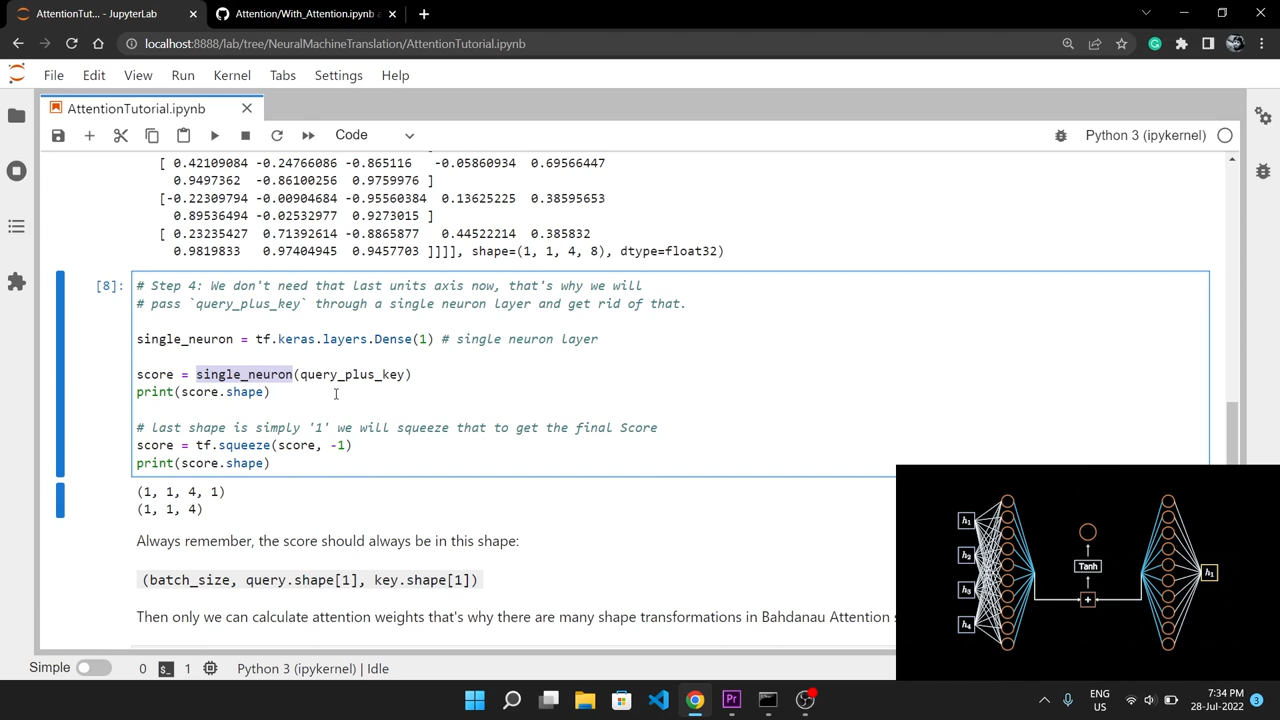 AttentionTut... - JupyterLab
Attention/With_Attention.ipynb a
localhost:8888/lab/tree/NeuralMachineTranslation/AttentionTutorial.ipynb
File Edit View Run Kernel Tabs Settings Help
AttentionTutorial.ipynb
Code
Python 3 (ipykernel)
[ 0.42109084 -0.24766086 -0.865116 -0.05860934 0.69566447
0.9497362 -0.86100256 0.9759976 ]
[-0.22309794 -0.00904684 -0.95560384 0.13625225 0.38595653
0.89536494 -0.02532977 0.9273015 ]
[ 0.23235427 0.71392614 -0.8865877 0.44522214 0.385832
0.9819833 0.97404945 0.9457703 ]]]], shape=(1, 1, 4, 8), dtype=float32)
[8]:
# Step 4: We don't need that last units axis now, that's why we will
# pass `query_plus_key` through a single neuron layer and get rid of that.
single_neuron = tf.keras.layers.Dense(1) # single neuron layer
score = single_neuron(query_plus_key)
print(score.shape)
# last shape is simply '1' we will squeeze that to get the final Score
score = tf.squeeze(score, -1)
print(score.shape)
(1, 1, 4, 1)
(1, 1, 4)
Always remember, the score should always be in this shape:
(batch_size, query.shape[1], key.shape[1])
Then only we can calculate attention weights that's why there are many shape transformations in Bahdanau Attention
h1
h2
h3
h4
Tanh
+
h1
Simple 0 1 Python 3 (ipykernel) | Idle
ENG
US
7:34 PM
28-Jul-2022
3